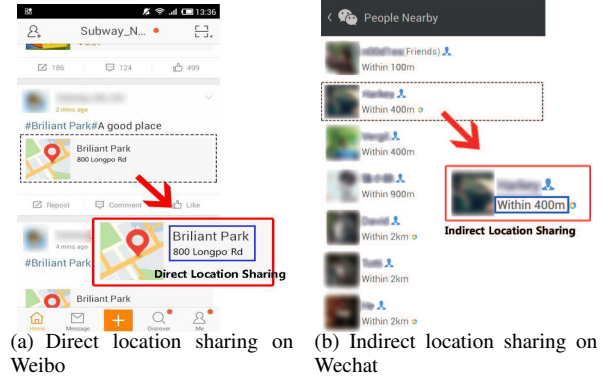 13:36
Subway_N...
186
124
499
2 mins ago
#Briliant Park#A good place
Briliant Park
800 Longpo Rd
Repost
Comment
Like
4 mins ago
#Briliant Park
Briliant Park
800 Longpo Rd
Direct Location Sharing
Briliant Park
Home
Message
Discover
Me
(a) Direct location sharing on
Weibo
People Nearby
(Friends)
Within 100m
Within 400m
Within 400m
Within 900m
Within 2km
Within 2km
Within 2km
Within 400m
Indirect Location Sharing
(b) Indirect location sharing on
Wechat